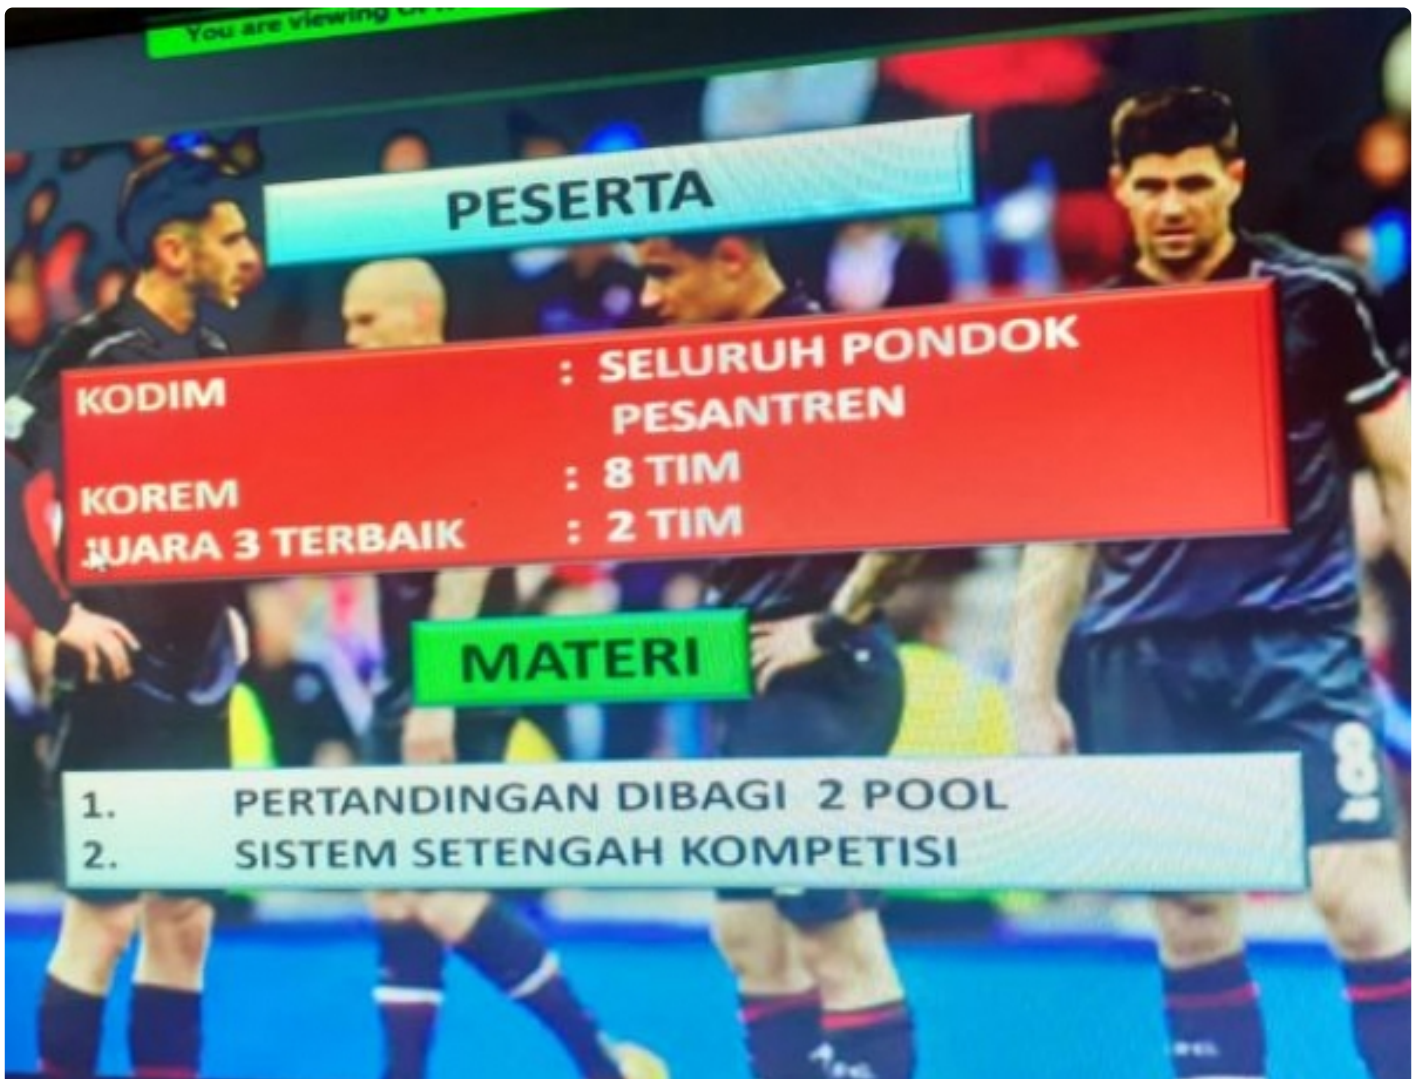 You are viewing
PESERTA
KODIM : SELURUH PONDOK
PESANTREN
KOREM : 8 TIM
JUARA 3 TERBAIK : 2 TIM
MATERI
1. PERTANDINGAN DIBAGI 2 POOL
2. SISTEM SETENGAH KOMPETISI
8